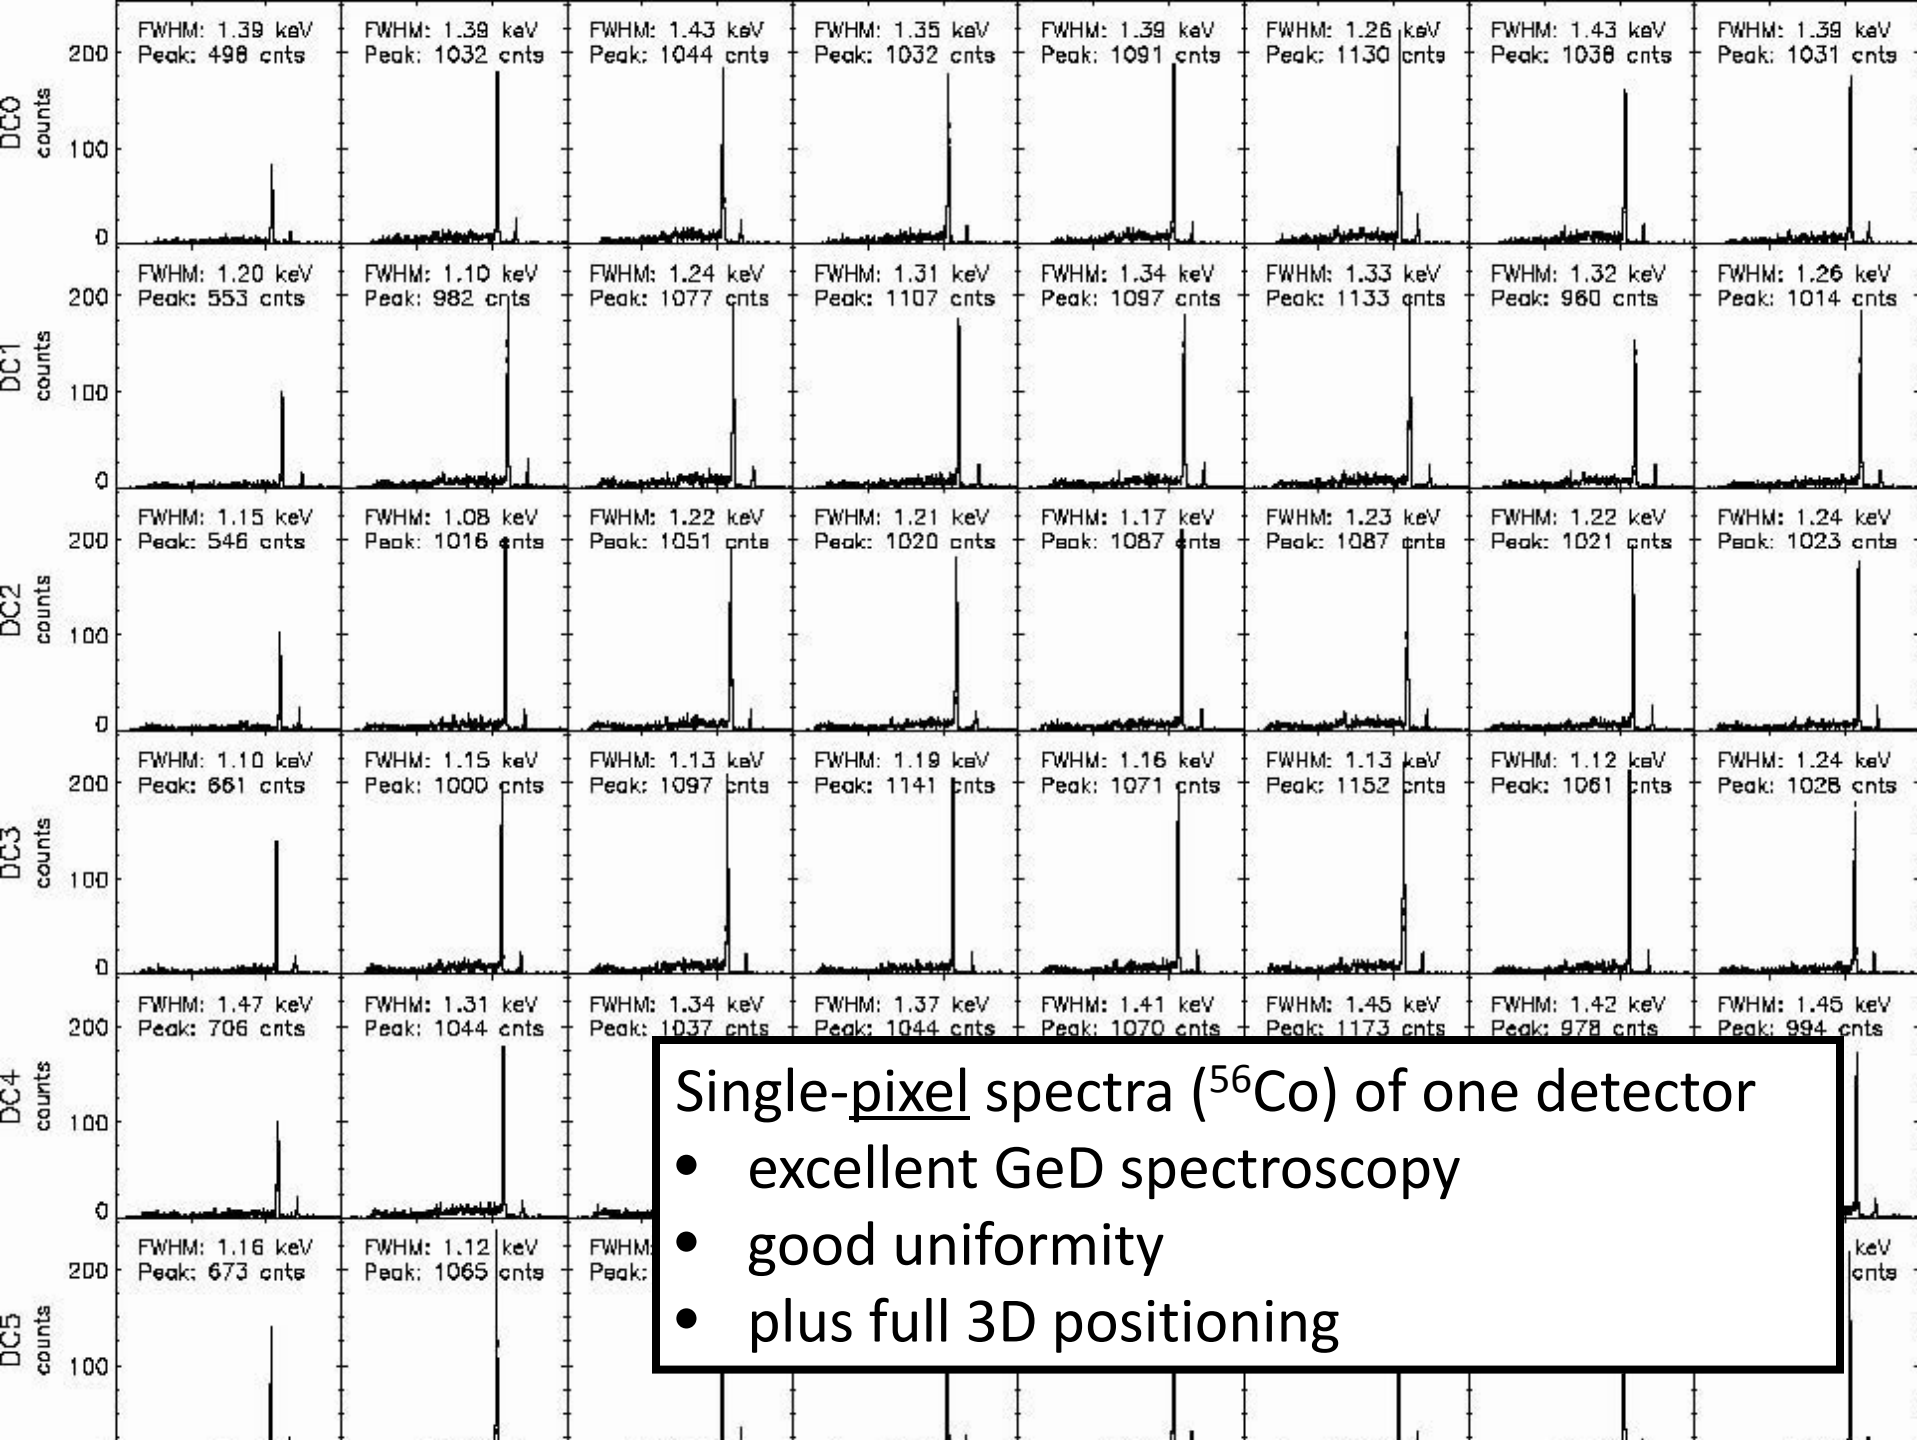 FWHM: 1.39 keV FWHM: 1.39 keV FWHM: 1.43 keV FWHM: 1.35 keV FWHM: 1.39 keV FWHM: 1.26 keV FWHM: 1.43 keV FWHM: 1.39 keV
200 Peak: 498 cnts Peak: 1032 cnts Peak: 1044 cnts Peak: 1032 cnts Peak: 1091 cnts Peak: 1130 cnts Peak: 1038 cnts Peak: 1031 cnts
DC0
counts
100
0
FWHM: 1.20 keV FWHM: 1.10 keV FWHM: 1.24 keV FWHM: 1.31 keV FWHM: 1.34 keV FWHM: 1.33 keV FWHM: 1.32 keV FWHM: 1.26 keV
200 Peak: 553 cnts Peak: 982 cnts Peak: 1077 cnts Peak: 1107 cnts Peak: 1097 cnts Peak: 1133 cnts Peak: 960 cnts Peak: 1014 cnts
DC1
counts
100
0
FWHM: 1.15 keV FWHM: 1.08 keV FWHM: 1.22 keV FWHM: 1.21 keV FWHM: 1.17 keV FWHM: 1.23 keV FWHM: 1.22 keV FWHM: 1.24 keV
200 Peak: 546 cnts Peak: 1016 cnts Peak: 1051 cnts Peak: 1020 cnts Peak: 1087 cnts Peak: 1087 cnts Peak: 1021 cnts Peak: 1023 cnts
DC2
counts
100
0
FWHM: 1.10 keV FWHM: 1.15 keV FWHM: 1.13 keV FWHM: 1.19 keV FWHM: 1.16 keV FWHM: 1.13 keV FWHM: 1.12 keV FWHM: 1.24 keV
200 Peak: 661 cnts Peak: 1000 cnts Peak: 1097 cnts Peak: 1141 cnts Peak: 1071 cnts Peak: 1152 cnts Peak: 1061 cnts Peak: 1028 cnts
DC3
counts
100
0
FWHM: 1.47 keV FWHM: 1.31 keV FWHM: 1.34 keV FWHM: 1.37 keV FWHM: 1.41 keV FWHM: 1.45 keV FWHM: 1.42 keV FWHM: 1.45 keV
200 Peak: 706 cnts Peak: 1044 cnts Peak: 1037 cnts Peak: 1044 cnts Peak: 1070 cnts Peak: 1173 cnts Peak: 978 cnts Peak: 994 cnts
DC4
counts
100
0
FWHM: 1.16 keV FWHM: 1.12 keV FWHM: keV
200 Peak: 673 cnts Peak: 1065 cnts Peak: cnts
DC5
counts
100
Single-pixel spectra (⁵⁶Co) of one detector
• excellent GeD spectroscopy
• good uniformity
• plus full 3D positioning